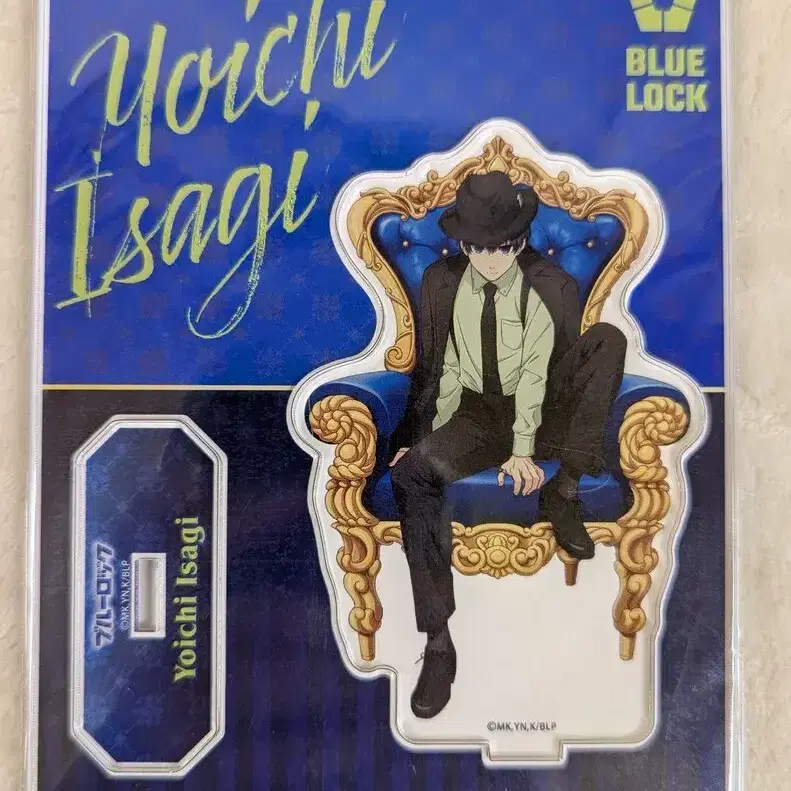 Yoichi
Isagi
BLUE
LOCK
ブルーロック
©MK,YN,K/BLP
Yoichi Isagi
©MK,YN,K/BLP